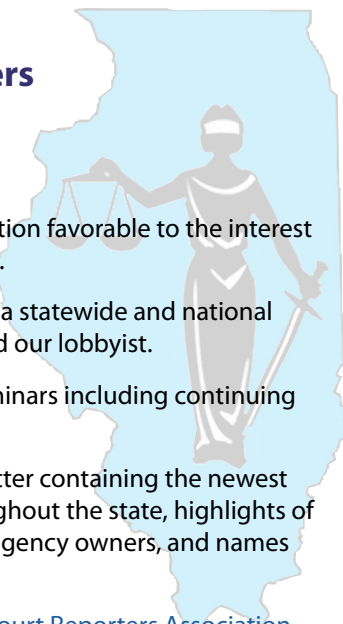 ers
tion favorable to the interest
.
a statewide and national
d our lobbyist.
minars including continuing
tter containing the newest
ghout the state, highlights of
gency owners, and names
ourt Reporters Association